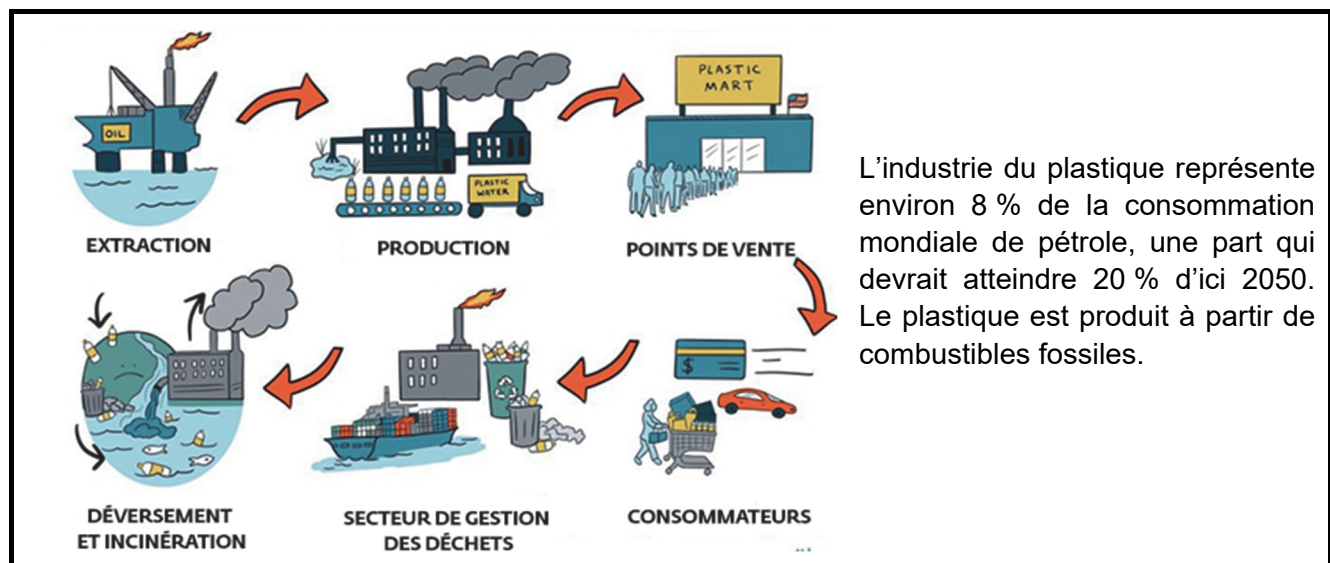 OIL
EXTRACTION
PLASTIC
WATER
PRODUCTION
PLASTIC
MART
POINTS DE VENTE
$
CONSOMMATEURS
SECTEUR DE GESTION
DES DÉCHETS
DÉVERSEMENT
ET INCINÉRATION
L’industrie du plastique représente
environ 8 % de la consommation
mondiale de pétrole, une part qui
devrait atteindre 20 % d’ici 2050.
Le plastique est produit à partir de
combustibles fossiles.